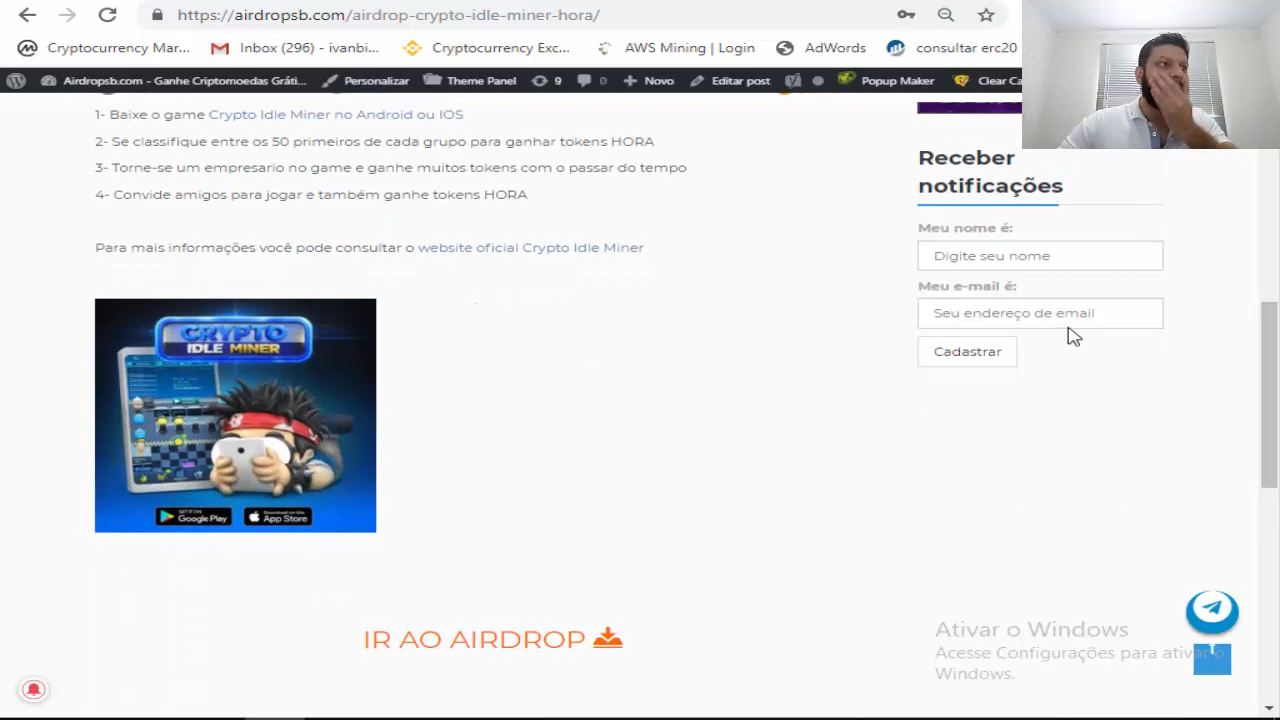 https://airdropsb.com/airdrop-crypto-idle-miner-hora/
Cryptocurrency Mar... Inbox (296) - ivanbi... Cryptocurrency Exc... AWS Mining | Login AdWords consultar erc20
Airdropsb.com – Ganhe Criptomoedas Gráti... Personalizar Theme Panel 9 0 Novo Editar post Popup Maker Clear Ca
1- Baixe o game Crypto Idle Miner no Android ou IOS
2- Se classifique entre os 50 primeiros de cada grupo para ganhar tokens HORA
3- Torne-se um empresario no game e ganhe muitos tokens com o passar do tempo
4- Convide amigos para jogar e também ganhe tokens HORA
Para mais informações você pode consultar o website oficial Crypto Idle Miner
CRYPTO
IDLE MINER
GET IT ON
Google Play
Download on the
App Store
IR AO AIRDROP
Receber
notificações
Meu nome é:
Digite seu nome
Meu e-mail é:
Seu endereço de email
Cadastrar
Ativar o Windows
Acesse Configurações para ativar o
Windows.